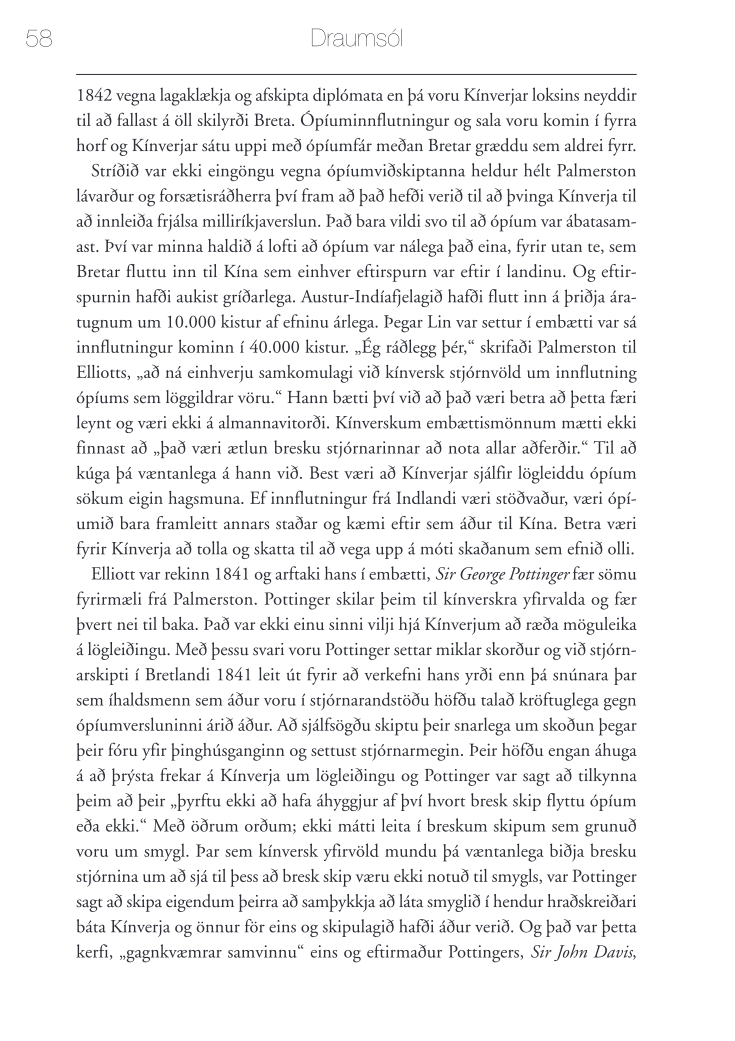 58
Draumsól
1842 vegna lagaklækja og afskipta diplómata en þá voru Kínverjar loksins neyddir
til að fallast á öll skilyrði Breta. Ópíuminnflutningur og sala voru komin í fyrra
horf og Kínverjar sátu uppi með ópíumfár meðan Bretar græddu sem aldrei fyrr.
Stríðið var ekki eingöngu vegna ópíumviðskiptanna heldur hélt Palmerston
lávarður og forsætisráðherra því fram að það hefði verið til að þvinga Kínverja til
að innleiða frjálsa milliríkjaverslun. Það bara vildi svo til að ópíum var ábatasam-
ast. Því var minna haldið á lofti að ópíum var nálega það eina, fyrir utan te, sem
Bretar fluttu inn til Kína sem einhver eftirspurn var eftir í landinu. Og eftir-
spurnin hafði aukist gríðarlega. Austur-Indíafjelagið hafði flutt inn á þriðja ára-
tugnum um 10.000 kistur af efninu árlega. Þegar Lin var settur í embætti var sá
innflutningur kominn í 40.000 kistur. „Ég ráðlegg þér,“ skrifaði Palmerston til
Elliotts, „að ná einhverju samkomulagi við kínversk stjórnvöld um innflutning
ópíums sem löggildrar vöru.“ Hann bætti því við að það væri betra að þetta færi
leynt og væri ekki á almannavitorði. Kínverskum embættismönnum mætti ekki
finnast að „það væri ætlun bresku stjórnarinnar að nota allar aðferðir.“ Til að
kúga þá væntanlega á hann við. Best væri að Kínverjar sjálfir lögleiddu ópíum
sökum eigin hagsmuna. Ef innflutningur frá Indlandi væri stöðvaður, væri ópí-
umið bara framleitt annars staðar og kæmi eftir sem áður til Kína. Betra væri
fyrir Kínverja að tolla og skatta til að vega upp á móti skaðanum sem efnið olli.
Elliott var rekinn 1841 og arftaki hans í embætti, Sir George Pottinger fær sömu
fyrirmæli frá Palmerston. Pottinger skilar þeim til kínverskra yfirvalda og fær
þvert nei til baka. Það var ekki einu sinni vilji hjá Kínverjum að ræða möguleika
á lögleiðingu. Með þessu svari voru Pottinger settar miklar skorður og við stjórn-
arskipti í Bretlandi 1841 leit út fyrir að verkefni hans yrði enn þá snúnara þar
sem íhaldsmenn sem áður voru í stjórnarandstöðu höfðu talað kröftuglega gegn
ópíumversluninni árið áður. Að sjálfsögðu skiptu þeir snarlega um skoðun þegar
þeir fóru yfir þinghúsganginn og settust stjórnarmegin. Þeir höfðu engan áhuga
á að þrýsta frekar á Kínverja um lögleiðingu og Pottinger var sagt að tilkynna
þeim að þeir „þyrftu ekki að hafa áhyggjur af því hvort bresk skip flyttu ópíum
eða ekki.“ Með öðrum orðum; ekki mátti leita í breskum skipum sem grunuð
voru um smygl. Þar sem kínversk yfirvöld mundu þá væntanlega biðja bresku
stjórnina um að sjá til þess að bresk skip væru ekki notuð til smygls, var Pottinger
sagt að skipa eigendum þeirra að samþykkja að láta smyglið í hendur hraðskreiðari
báta Kínverja og önnur för eins og skipulagið hafði áður verið. Og það var þetta
kerfi, „gagnkvæmrar samvinnu“ eins og eftirmaður Pottingers, Sir John Davis,